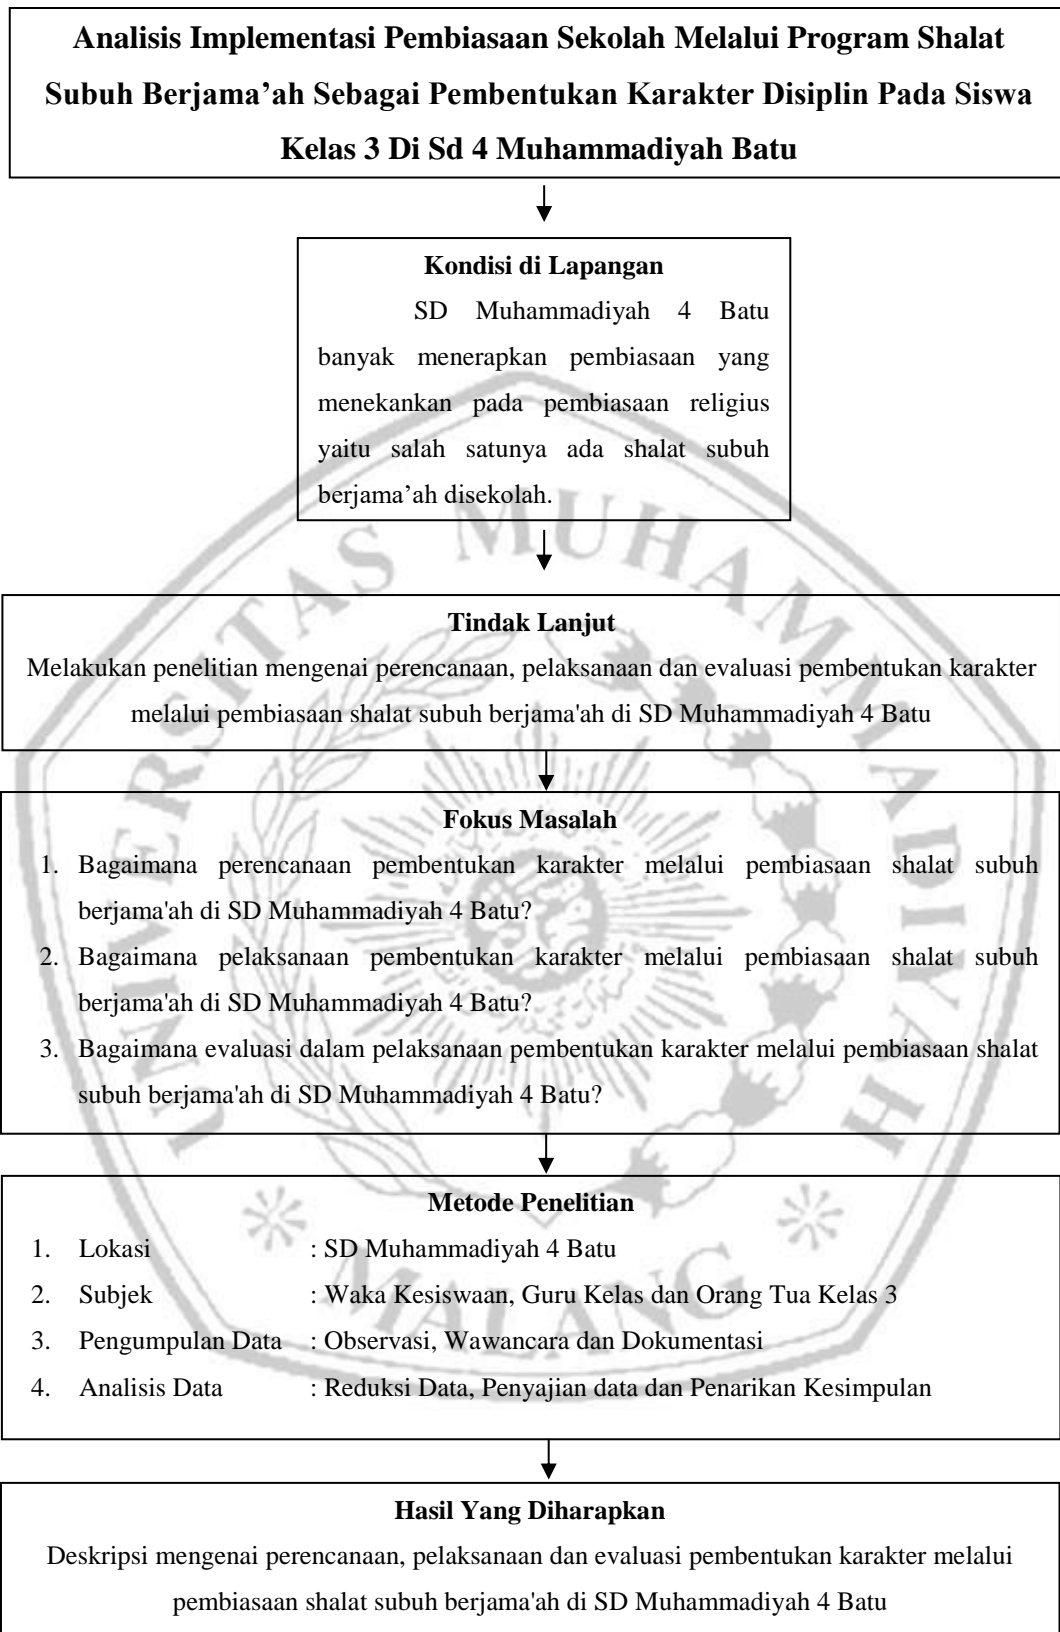 Analisis Implementasi Pembiasaan Sekolah Melalui Program Shalat
Subuh Berjama’ah Sebagai Pembentukan Karakter Disiplin Pada Siswa
Kelas 3 Di Sd 4 Muhammadiyah Batu
Kondisi di Lapangan
SD Muhammadiyah 4 Batu
banyak menerapkan pembiasaan yang
menekankan pada pembiasaan religius
yaitu salah satunya ada shalat subuh
berjama’ah disekolah.
Tindak Lanjut
Melakukan penelitian mengenai perencanaan, pelaksanaan dan evaluasi pembentukan karakter
melalui pembiasaan shalat subuh berjama'ah di SD Muhammadiyah 4 Batu
Fokus Masalah
1. Bagaimana perencanaan pembentukan karakter melalui pembiasaan shalat subuh
berjama'ah di SD Muhammadiyah 4 Batu?
2. Bagaimana pelaksanaan pembentukan karakter melalui pembiasaan shalat subuh
berjama'ah di SD Muhammadiyah 4 Batu?
3. Bagaimana evaluasi dalam pelaksanaan pembentukan karakter melalui pembiasaan shalat
subuh berjama'ah di SD Muhammadiyah 4 Batu?
Metode Penelitian
1. Lokasi : SD Muhammadiyah 4 Batu
2. Subjek : Waka Kesiswaan, Guru Kelas dan Orang Tua Kelas 3
3. Pengumpulan Data : Observasi, Wawancara dan Dokumentasi
4. Analisis Data : Reduksi Data, Penyajian data dan Penarikan Kesimpulan
Hasil Yang Diharapkan
Deskripsi mengenai perencanaan, pelaksanaan dan evaluasi pembentukan karakter melalui
pembiasaan shalat subuh berjama'ah di SD Muhammadiyah 4 Batu
UNIVERSITAS MUHAMMADIYAH
MALANG